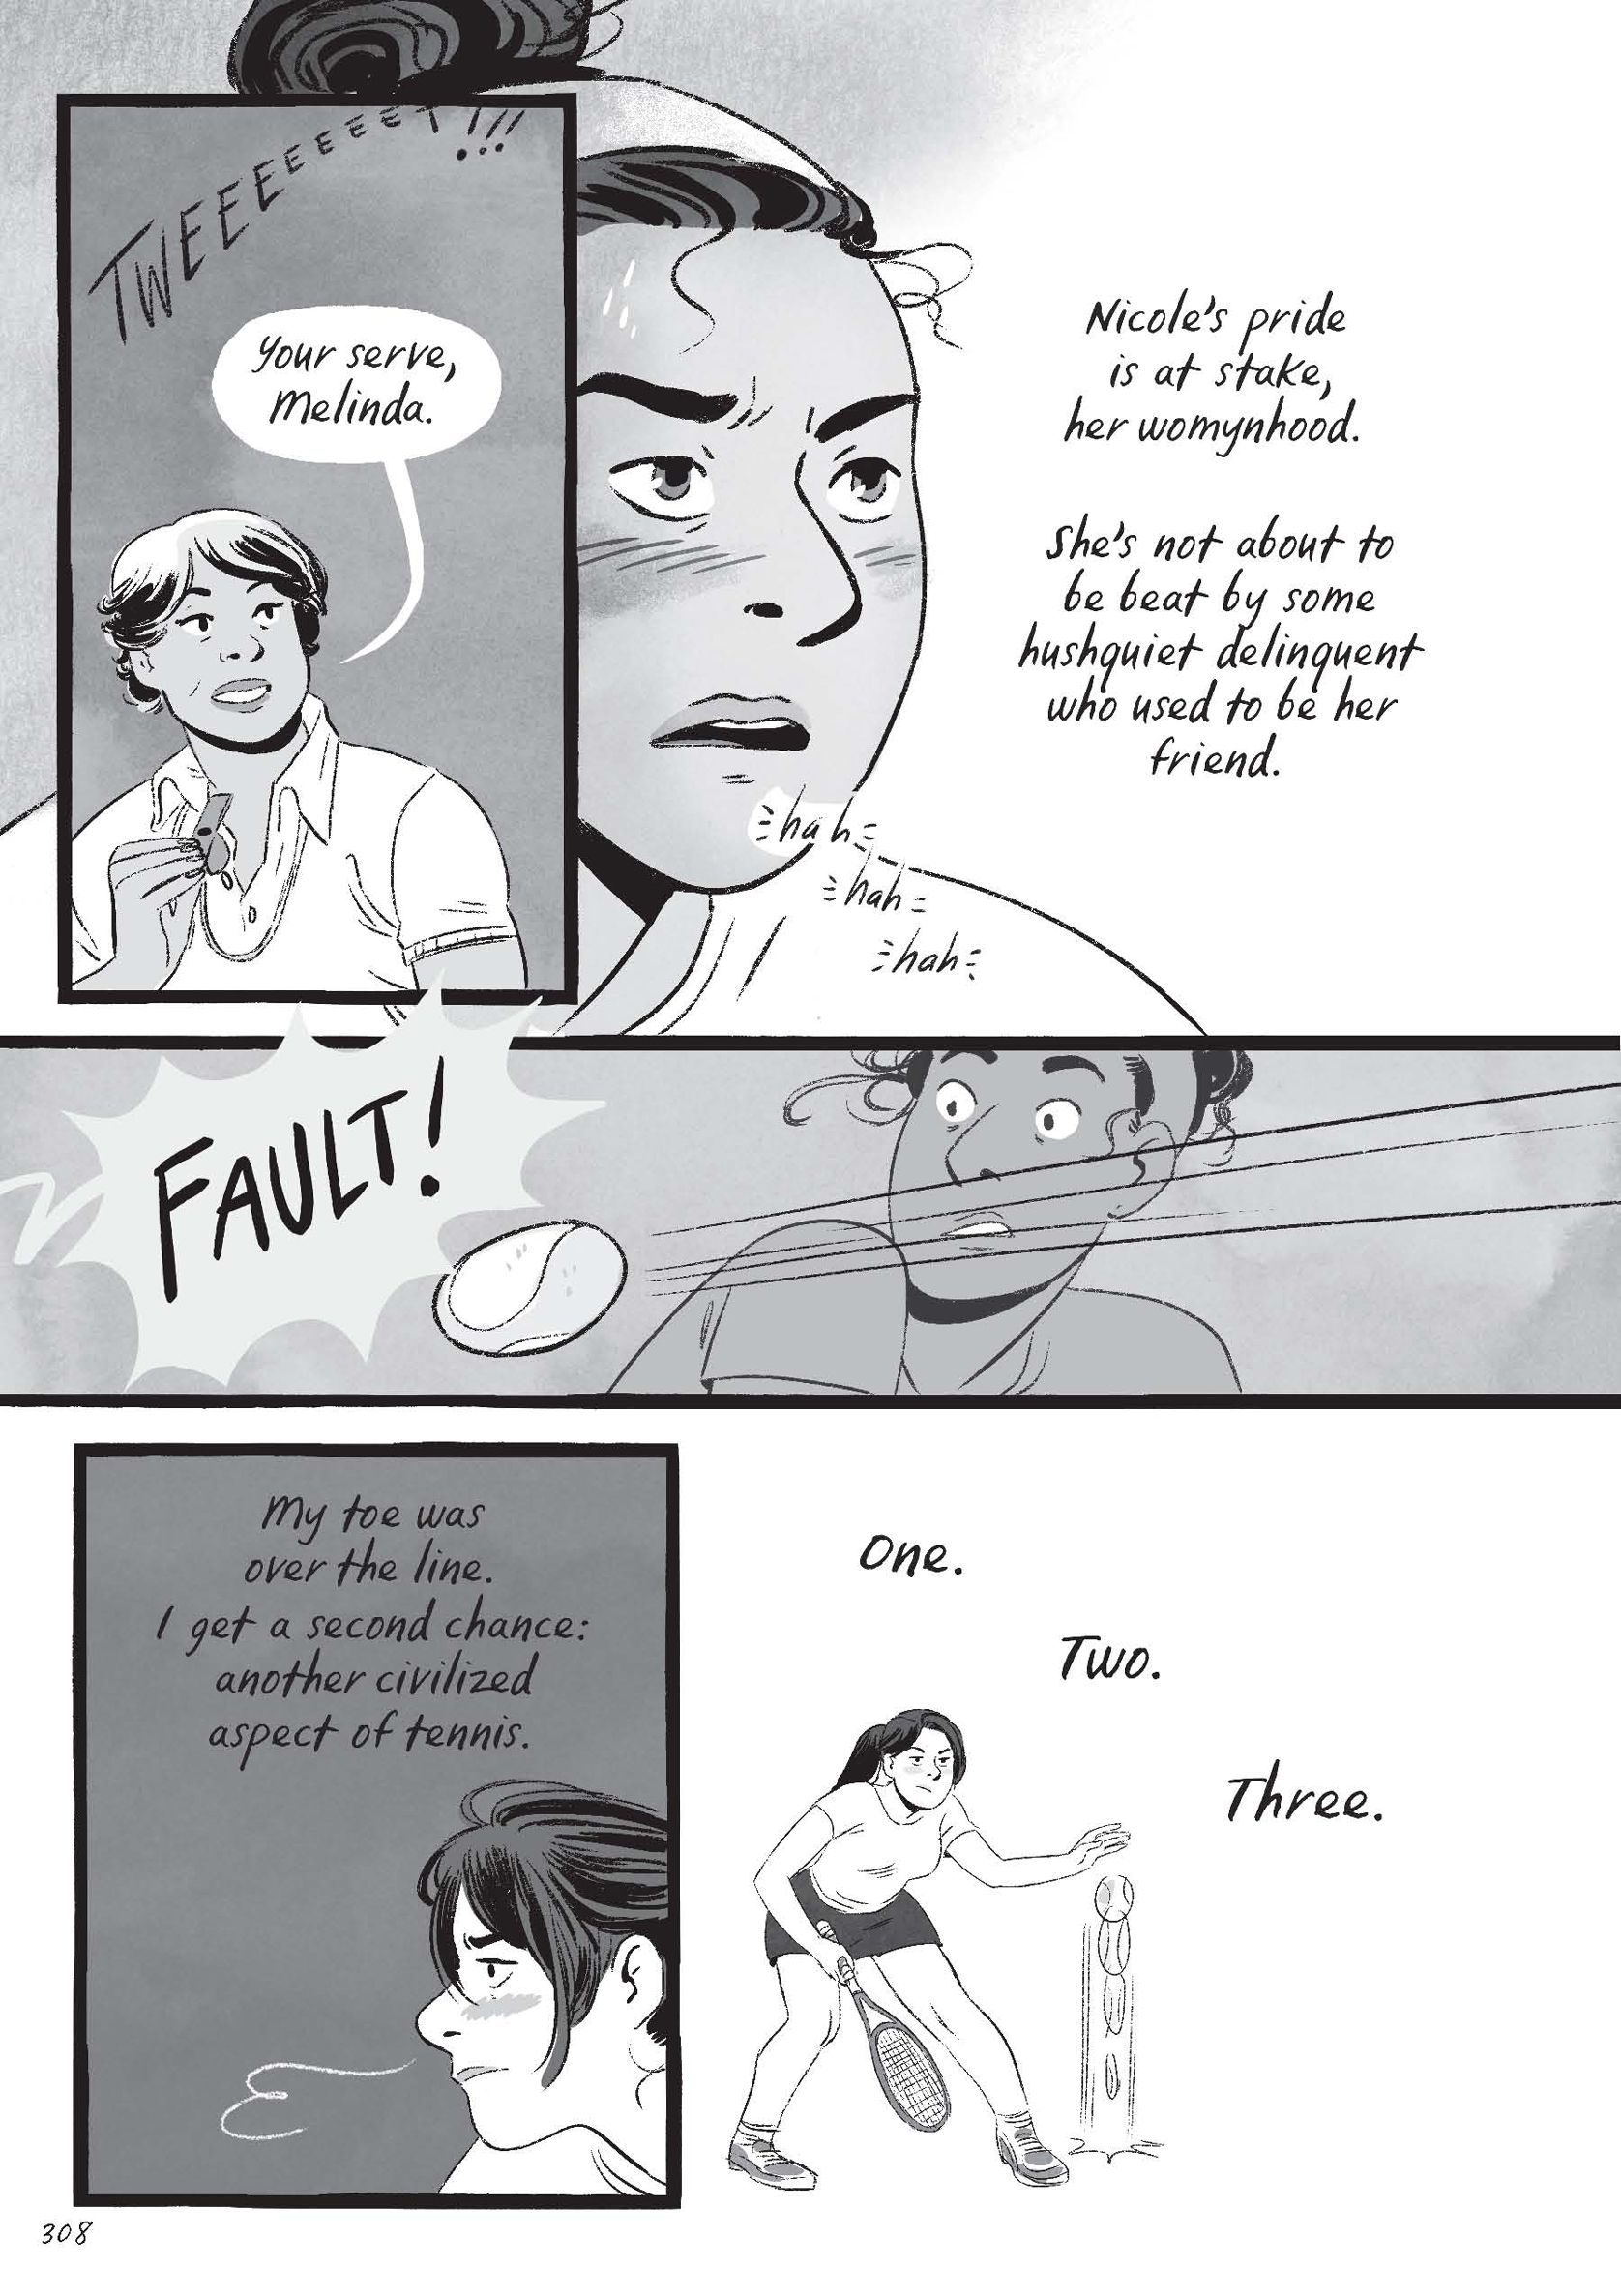 TWEEEEEEEET!!!
Your serve,
Melinda.
Nicole's pride
is at stake,
her womynhood.
She's not about to
be beat by some
hushquiet delinquent
who used to be her
friend.
hah
hah
hah
FAULT!
My toe was
over the line.
I get a second chance:
another civilized
aspect of tennis.
One.
Two.
Three.
308